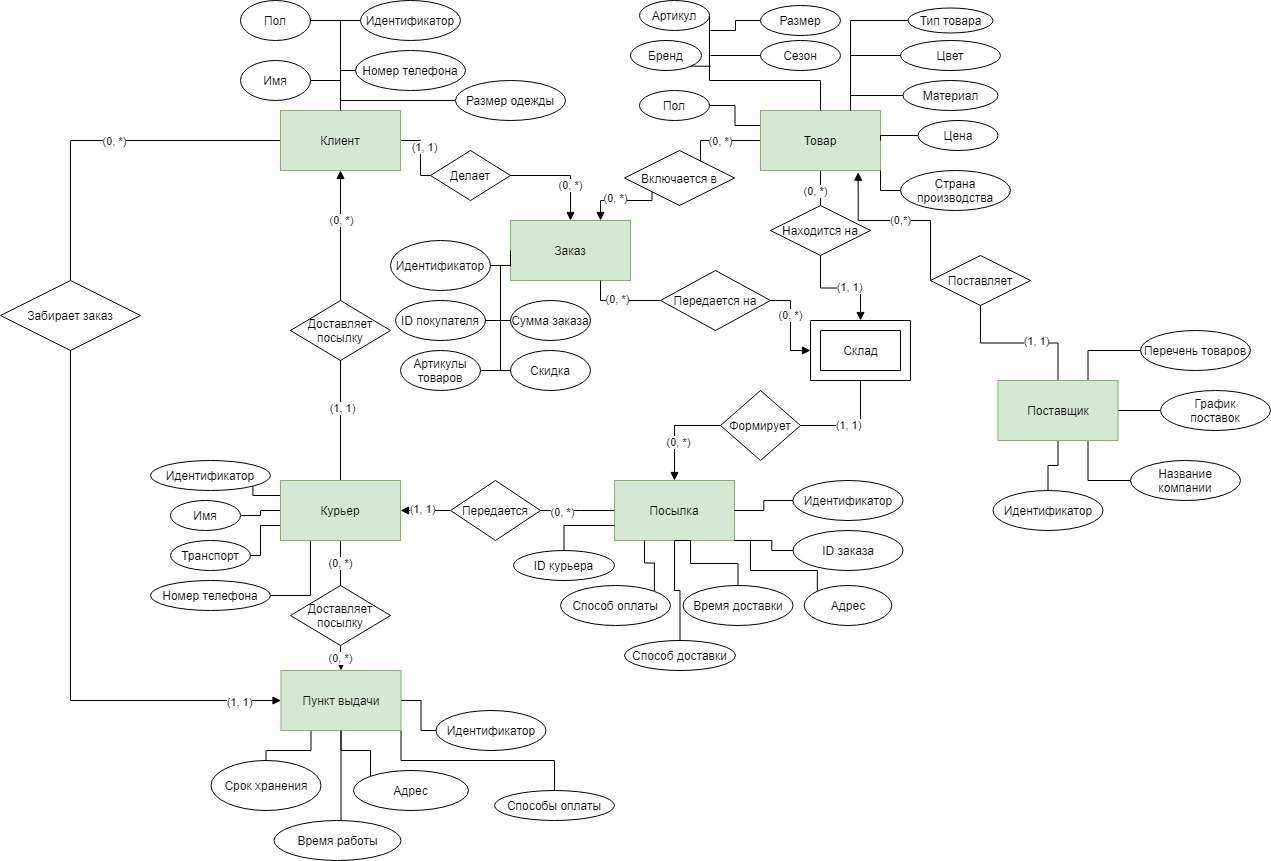 Пол
Идентификатор
Имя
Номер телефона
Размер одежды
Клиент
(0, *)
(1, 1)
Делает
(0, *)
Артикул
Размер
Тип товара
Бренд
Сезон
Цвет
Пол
Материал
Товар
Цена
Страна
производства
(0, *)
Включается в
(0, *)
(0, *)
Находится на
(1, 1)
(0,*)
Поставляет
(1, 1)
(0, *)
Заказ
Идентификатор
ID покупателя
Сумма заказа
Артикулы
товаров
Скидка
(0, *)
Передается на
(0, *)
Склад
Забирает заказ
Доставляет
посылку
(1, 1)
Перечень товаров
Поставщик
График
поставок
Название
компании
Идентификатор
(1, 1)
Формирует
(0, *)
Идентификатор
Имя
Транспорт
Номер телефона
Курьер
(1, 1)
Передается
(0, *)
Посылка
Идентификатор
ID заказа
ID курьера
Способ оплаты
Время доставки
Адрес
Способ доставки
(0, *)
Доставляет
посылку
(0, *)
(1, 1)
Пункт выдачи
Идентификатор
Срок хранения
Адрес
Способы оплаты
Время работы